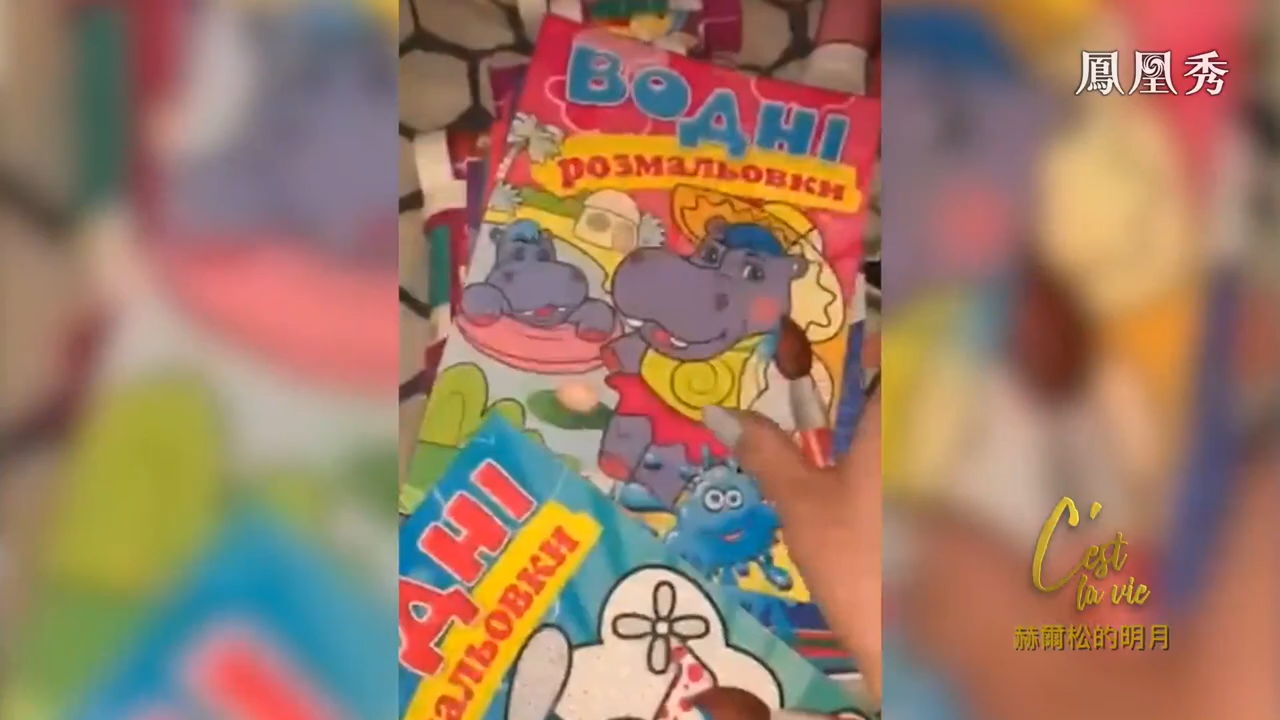 鳳凰秀
ВОДНІ
розмальовки
ДНІ
мальовки
C'est
la vie
赫爾松的明月